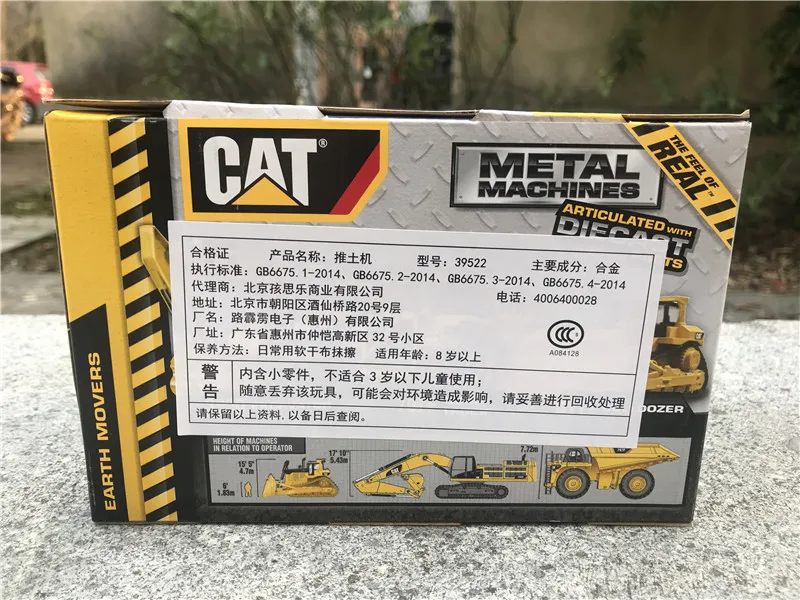 CAT®
METAL
MACHINES
THE FEEL OF
REAL™
ARTICULATED WITH
DIECAST
EARTH MOVERS
合格证 产品名称：推土机 型号：39522 主要成分：合金
执行标准：GB6675.1-2014、GB6675.2-2014、GB6675.3-2014、GB6675.4-2014
代理商：北京孩思乐商业有限公司 电话：4006400028
地址：北京市朝阳区酒仙桥路20号9层
厂名：路霸雳电子（惠州）有限公司
厂址：广东省惠州市仲恺高新区 32 号小区
CCC
A084128
保养方法：日常用软干布抹擦 适用年龄：8 岁以上
警告
内含小零件，不适合 3 岁以下儿童使用；
随意丢弃该玩具，可能会对环境造成影响，请妥善进行回收处理
请保留以上资料，以备日后查阅。
HEIGHT OF MACHINES
IN RELATION TO OPERATOR
6'
1.83m
15' 5"
4.7m
17' 10"
5.43m
7.72m
CAT